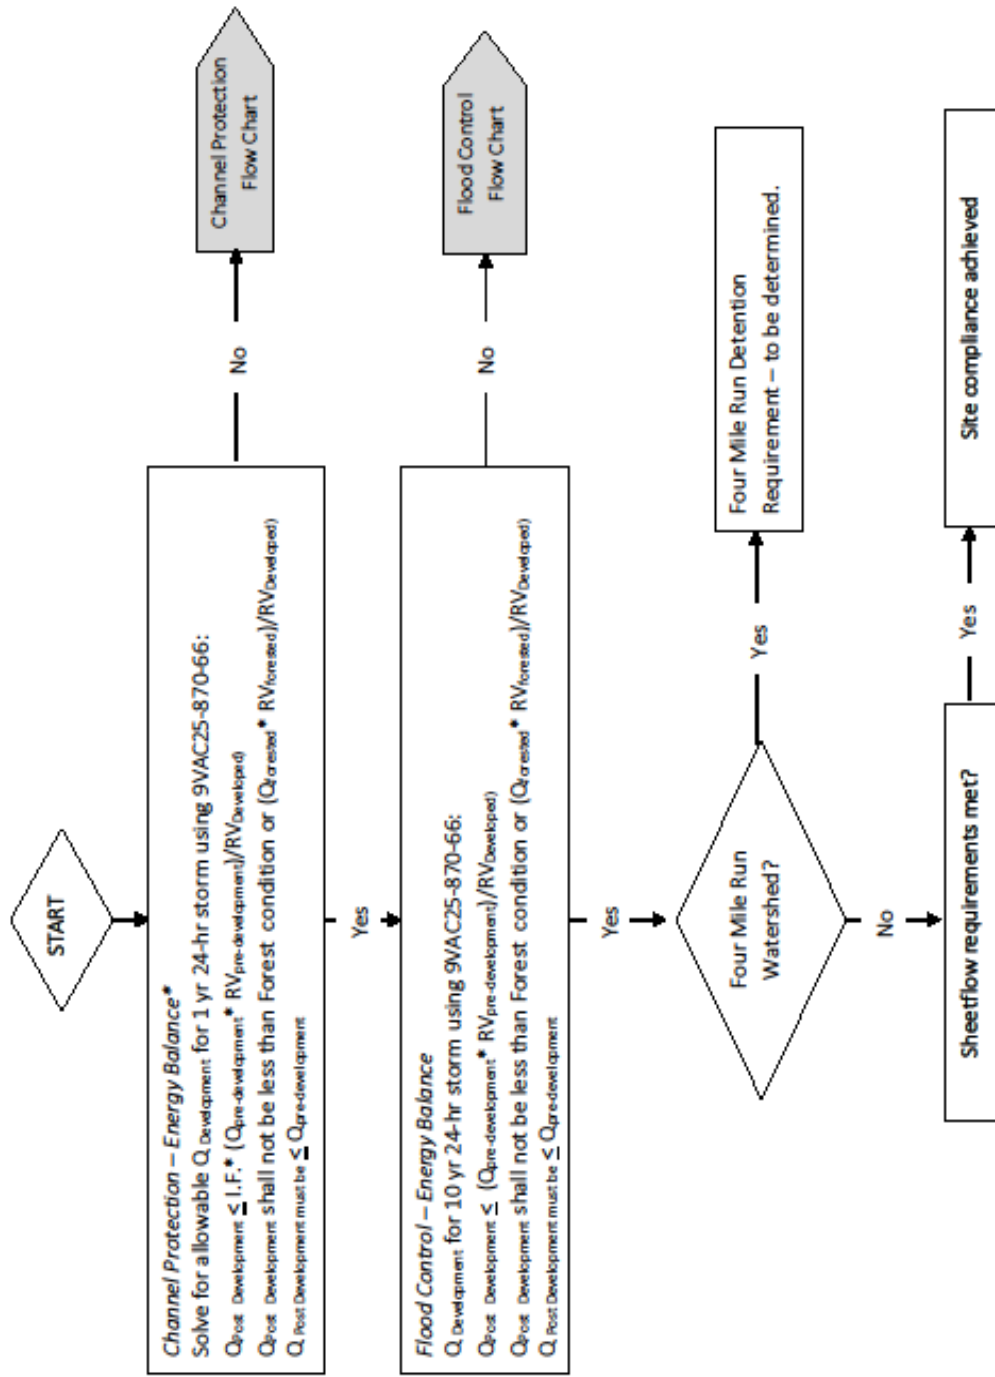 START
Channel Protection – Energy Balance*
Solve for allowable Q Development for 1 yr 24-hr storm using 9VAC25-870-66:
QPost Development ≤ I.F.* (Qpre-development* RVpre-development)/RVDeveloped)
QPost Development shall not be less than Forest condition or (Qforested* RVforested)/RVDeveloped)
Q Post Development must be ≤ Qpre-development
No
Channel Protection
Flow Chart
Yes
Flood Control – Energy Balance
Q Development for 10 yr 24-hr storm using 9VAC25-870-66:
QPost Development ≤ (Qpre-development* RVpre-development)/RVDeveloped)
QPost Development shall not be less than Forest condition or (Qforested* RVforested)/RVDeveloped)
Q Post Development must be ≤ Qpre-development
No
Flood Control
Flow Chart
Yes
Four Mile Run
Watershed?
Yes
Four Mile Run Detention
Requirement – to be determined.
No
Sheetflow requirements met?
Yes
Site compliance achieved